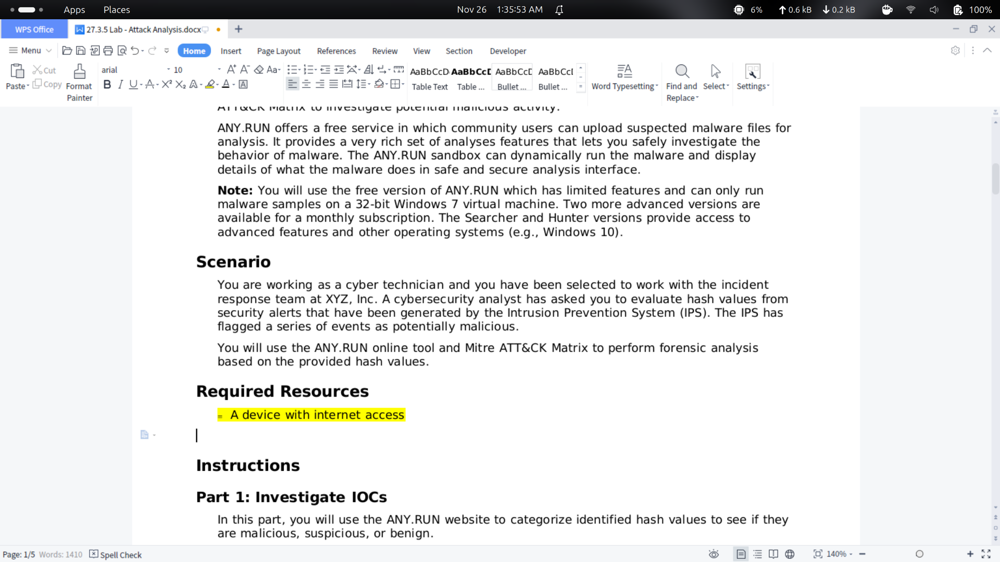 Apps Places Nov 26 1:35:53 AM 6% 0.6 kB 0.2 kB 100%
WPS Office 27.3.5 Lab - Attack Analysis.docx
Menu Home Insert Page Layout References Review View Section Developer
Paste Cut Copy Format Painter arial 10
AaBbCcD AaBbCcD AaBbCcD AaBbCcD
Table Text Table ... Bullet ... Bullet ...
Word Typesetting Find and Replace Select Settings
ATT&CK Matrix to investigate potential malicious activity.
ANY.RUN offers a free service in which community users can upload suspected malware files for
analysis. It provides a very rich set of analyses features that lets you safely investigate the
behavior of malware. The ANY.RUN sandbox can dynamically run the malware and display
details of what the malware does in safe and secure analysis interface.
Note: You will use the free version of ANY.RUN which has limited features and can only run
malware samples on a 32-bit Windows 7 virtual machine. Two more advanced versions are
available for a monthly subscription. The Searcher and Hunter versions provide access to
advanced features and other operating systems (e.g., Windows 10).
Scenario
You are working as a cyber technician and you have been selected to work with the incident
response team at XYZ, Inc. A cybersecurity analyst has asked you to evaluate hash values from
security alerts that have been generated by the Intrusion Prevention System (IPS). The IPS has
flagged a series of events as potentially malicious.
You will use the ANY.RUN online tool and Mitre ATT&CK Matrix to perform forensic analysis
based on the provided hash values.
Required Resources
A device with internet access
Instructions
Part 1: Investigate IOCs
In this part, you will use the ANY.RUN website to categorize identified hash values to see if they
are malicious, suspicious, or benign.
Page: 1/5 Words: 1410 Spell Check 140%